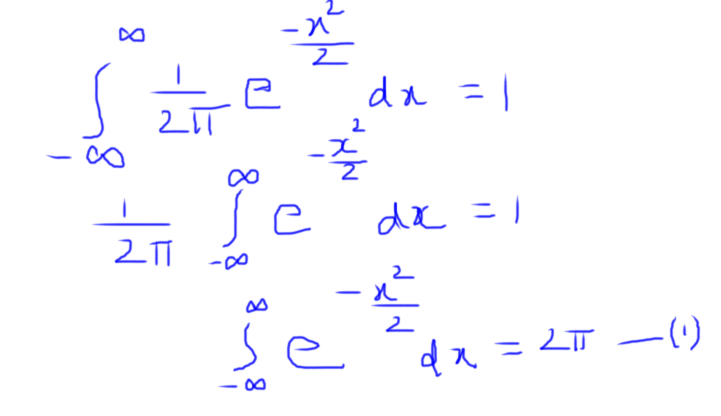 ∫_{-∞}^{∞} 1/2π e^{-x²/2} dx = 1
1/2π ∫_{-∞}^{∞} e^{-x²/2} dx = 1
∫_{-∞}^{∞} e^{-x²/2} dx = 2π —(1)